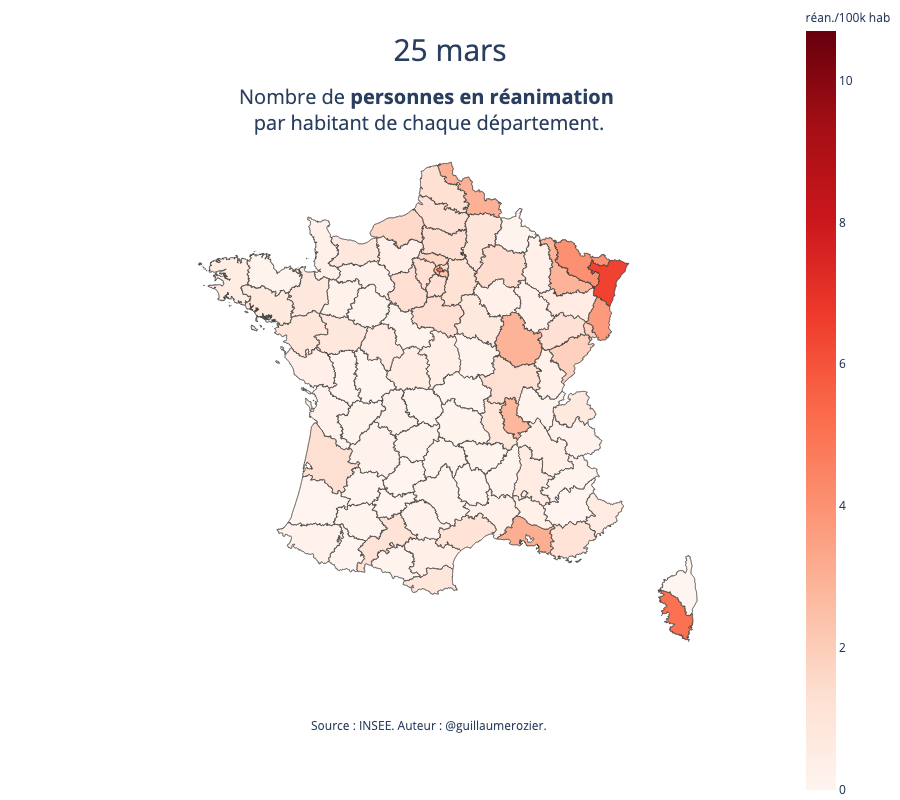 réan./100k hab
25 mars
Nombre de personnes en réanimation
par habitant de chaque département.
10
8
6
4
2
0
Source : INSEE. Auteur : @guillaumerozier.